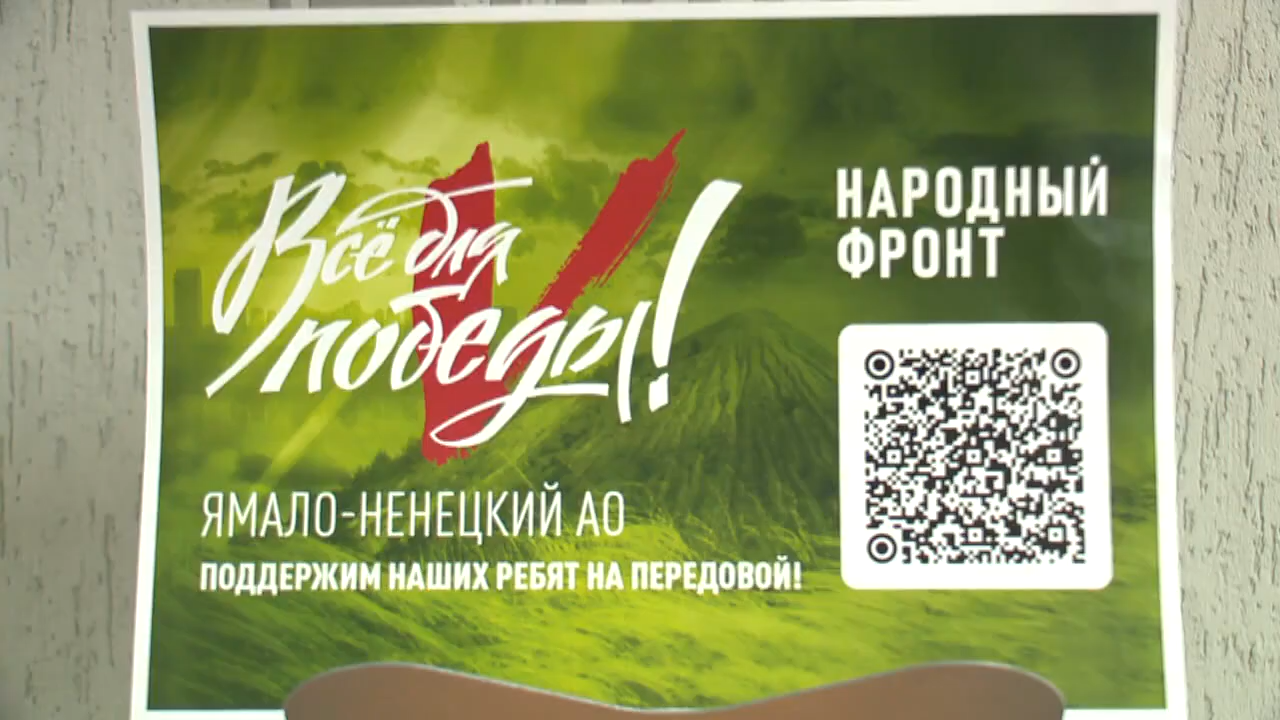 Всё для
победы!
НАРОДНЫЙ
ФРОНТ
ЯМАЛО-НЕНЕЦКИЙ АО
ПОДДЕРЖИМ НАШИХ РЕБЯТ НА ПЕРЕДОВОЙ!